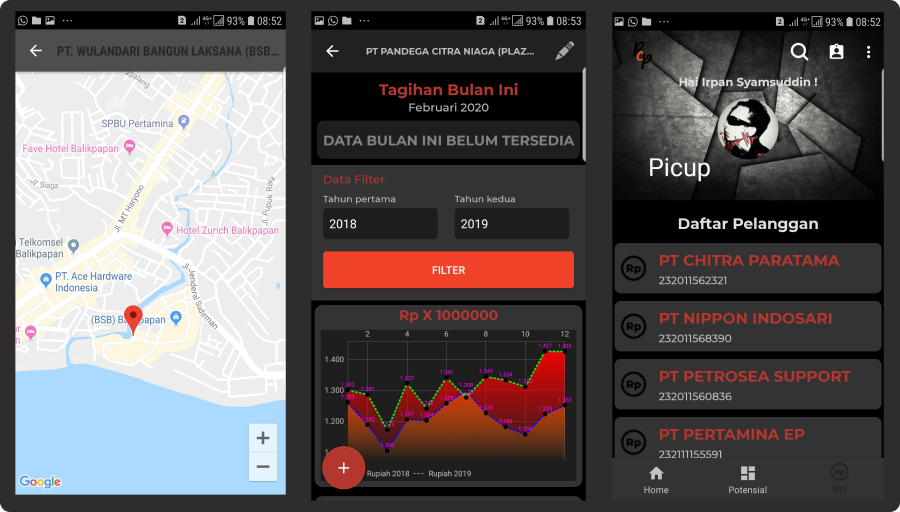 93% 08:52
PT. WULANDARI BANGUN LAKSANA (BSB...
SPBU Pertamina
Fave Hotel Balikpapan
Jl. Siaga
Jl. MT Haryono
Jl. Pupuk Raya
Hotel Zurich Balikpapan
Telkomsel
Balikpapan
PT. Ace Hardware
Indonesia
Jl. Jenderal Sudirman
(BSB) Balikpapan
+
−
Google
93% 08:53
PT PANDEGA CITRA NIAGA (PLAZ...
Tagihan Bulan Ini
Februari 2020
DATA BULAN INI BELUM TERSEDIA
Data Filter
Tahun pertama Tahun kedua
2018 2019
FILTER
Rp X 1000000
2 4 6 8 10 12
1.400
1.300
1.200
+
Rupiah 2018 --- Rupiah 2019
93% 08:52
Hai Irpan Syamsuddin !
Picup
Daftar Pelanggan
Rp PT CHITRA PARATAMA
232011562321
Rp PT NIPPON INDOSARI
232011568390
Rp PT PETROSEA SUPPORT
232011560836
Rp PT PERTAMINA EP
232111155591
Home Potensial Bill